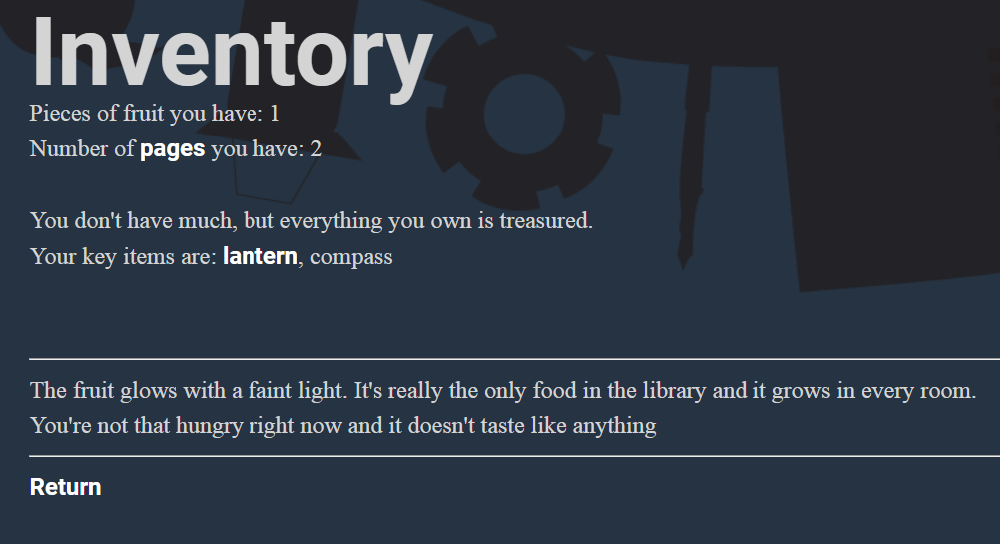 Inventory
Pieces of fruit you have: 1
Number of pages you have: 2
You don't have much, but everything you own is treasured.
Your key items are: lantern, compass
The fruit glows with a faint light. It's really the only food in the library and it grows in every room.
You're not that hungry right now and it doesn't taste like anything
Return